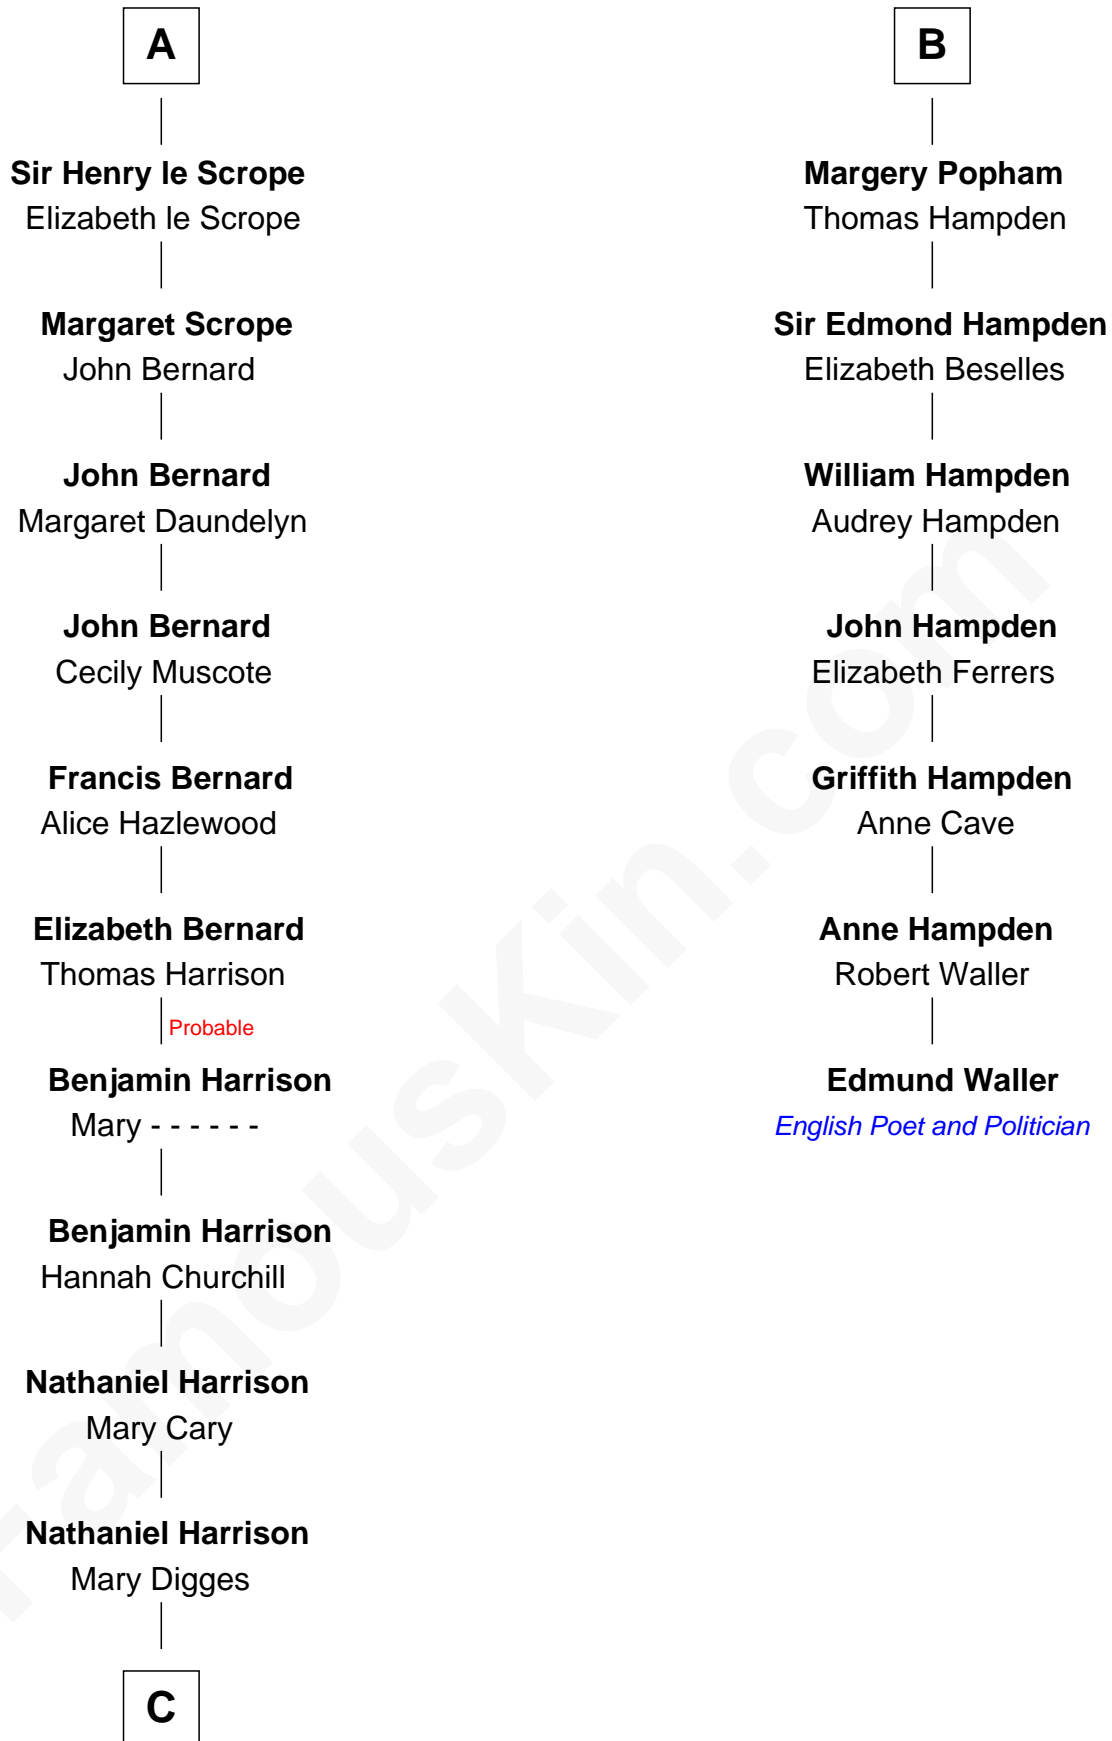 A
Sir Henry le Scrope
Elizabeth le Scrope
Margaret Scrope
John Bernard
John Bernard
Margaret Daundelyn
John Bernard
Cecily Muscote
Francis Bernard
Alice Hazlewood
Elizabeth Bernard
Thomas Harrison
Probable
Benjamin Harrison
Mary - - - - - -
Benjamin Harrison
Hannah Churchill
Nathaniel Harrison
Mary Cary
Nathaniel Harrison
Mary Digges
C
B
Margery Popham
Thomas Hampden
Sir Edmond Hampden
Elizabeth Beselles
William Hampden
Audrey Hampden
John Hampden
Elizabeth Ferrers
Griffith Hampden
Anne Cave
Anne Hampden
Robert Waller
Edmund Waller
English Poet and Politician
FamousKin.com